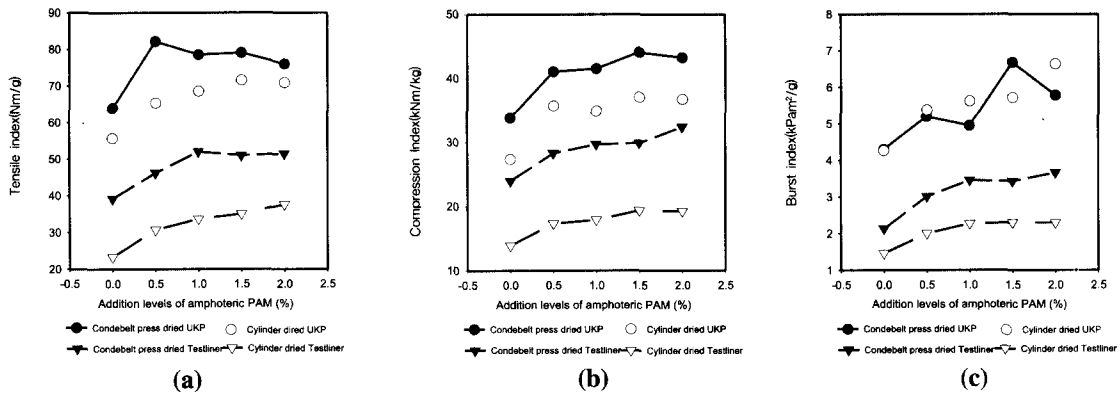 90
80
70
60
50
40
30
20
Tensile index(Nm/g)
-0.5 0.0 0.5 1.0 1.5 2.0 2.5
Addition levels of amphoteric PAM (%)
Condebelt press dried UKP
Cylinder dired UKP
Condebelt press dried Testliner
Cylinder dried Testliner
(a)
50
40
30
20
10
Compression Index(kNm/kg)
-0.5 0.0 0.5 1.0 1.5 2.0 2.5
Addition levels of amphoteric PAM (%)
Condebelt press dried UKP
Cylinder dried UKP
Condebelt press dried Testliner
Cylinder dried Testliner
(b)
8
7
6
5
4
3
2
1
Burst index(kPam²/g)
-0.5 0.0 0.5 1.0 1.5 2.0 2.5
Addition levels of amphoteric PAM (%)
Condebelt press dried UKP
Cylinder dried UKP
Condebelt press dried Testliner
Cylinder dried Testliner
(c)